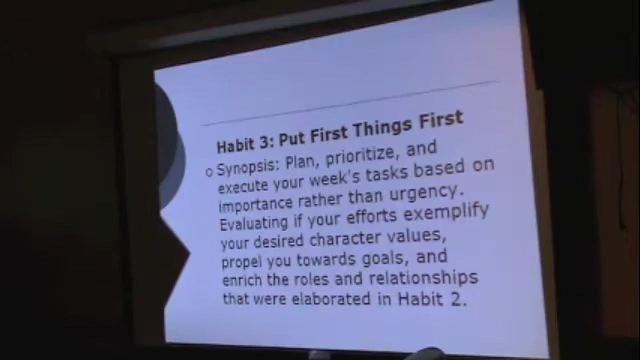 Habit 3: Put First Things First
o Synopsis: Plan, prioritize, and
execute your week's tasks based on
importance rather than urgency.
Evaluating if your efforts exemplify
your desired character values,
propel you towards goals, and
enrich the roles and relationships
that were elaborated in Habit 2.